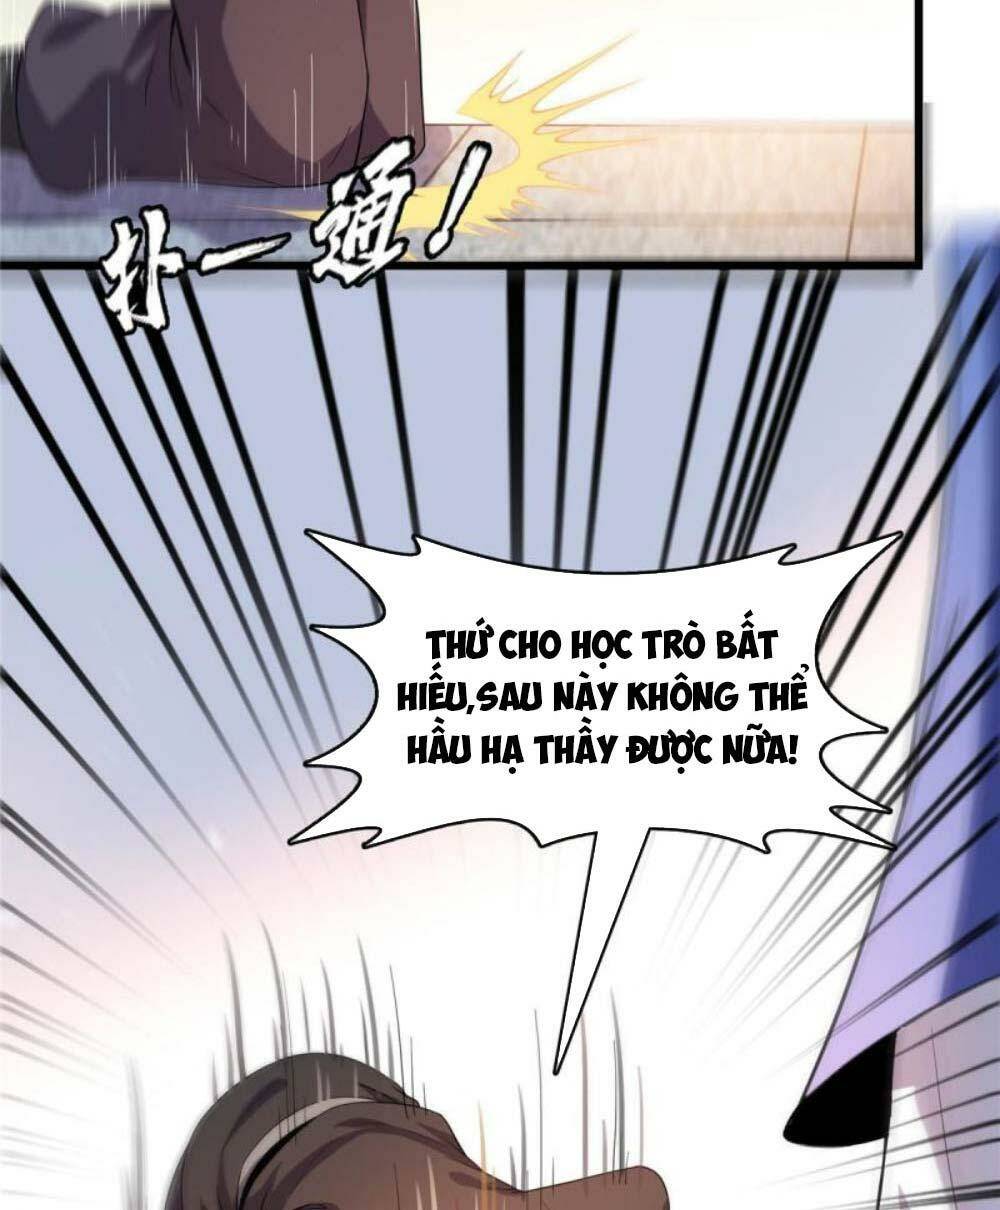 扑一通！
THỨ CHO HỌC TRÒ BẤT
HIẾU,SAU NÀY KHÔNG THỂ
HẦU HẠ THẦY ĐƯỢC NỮA!